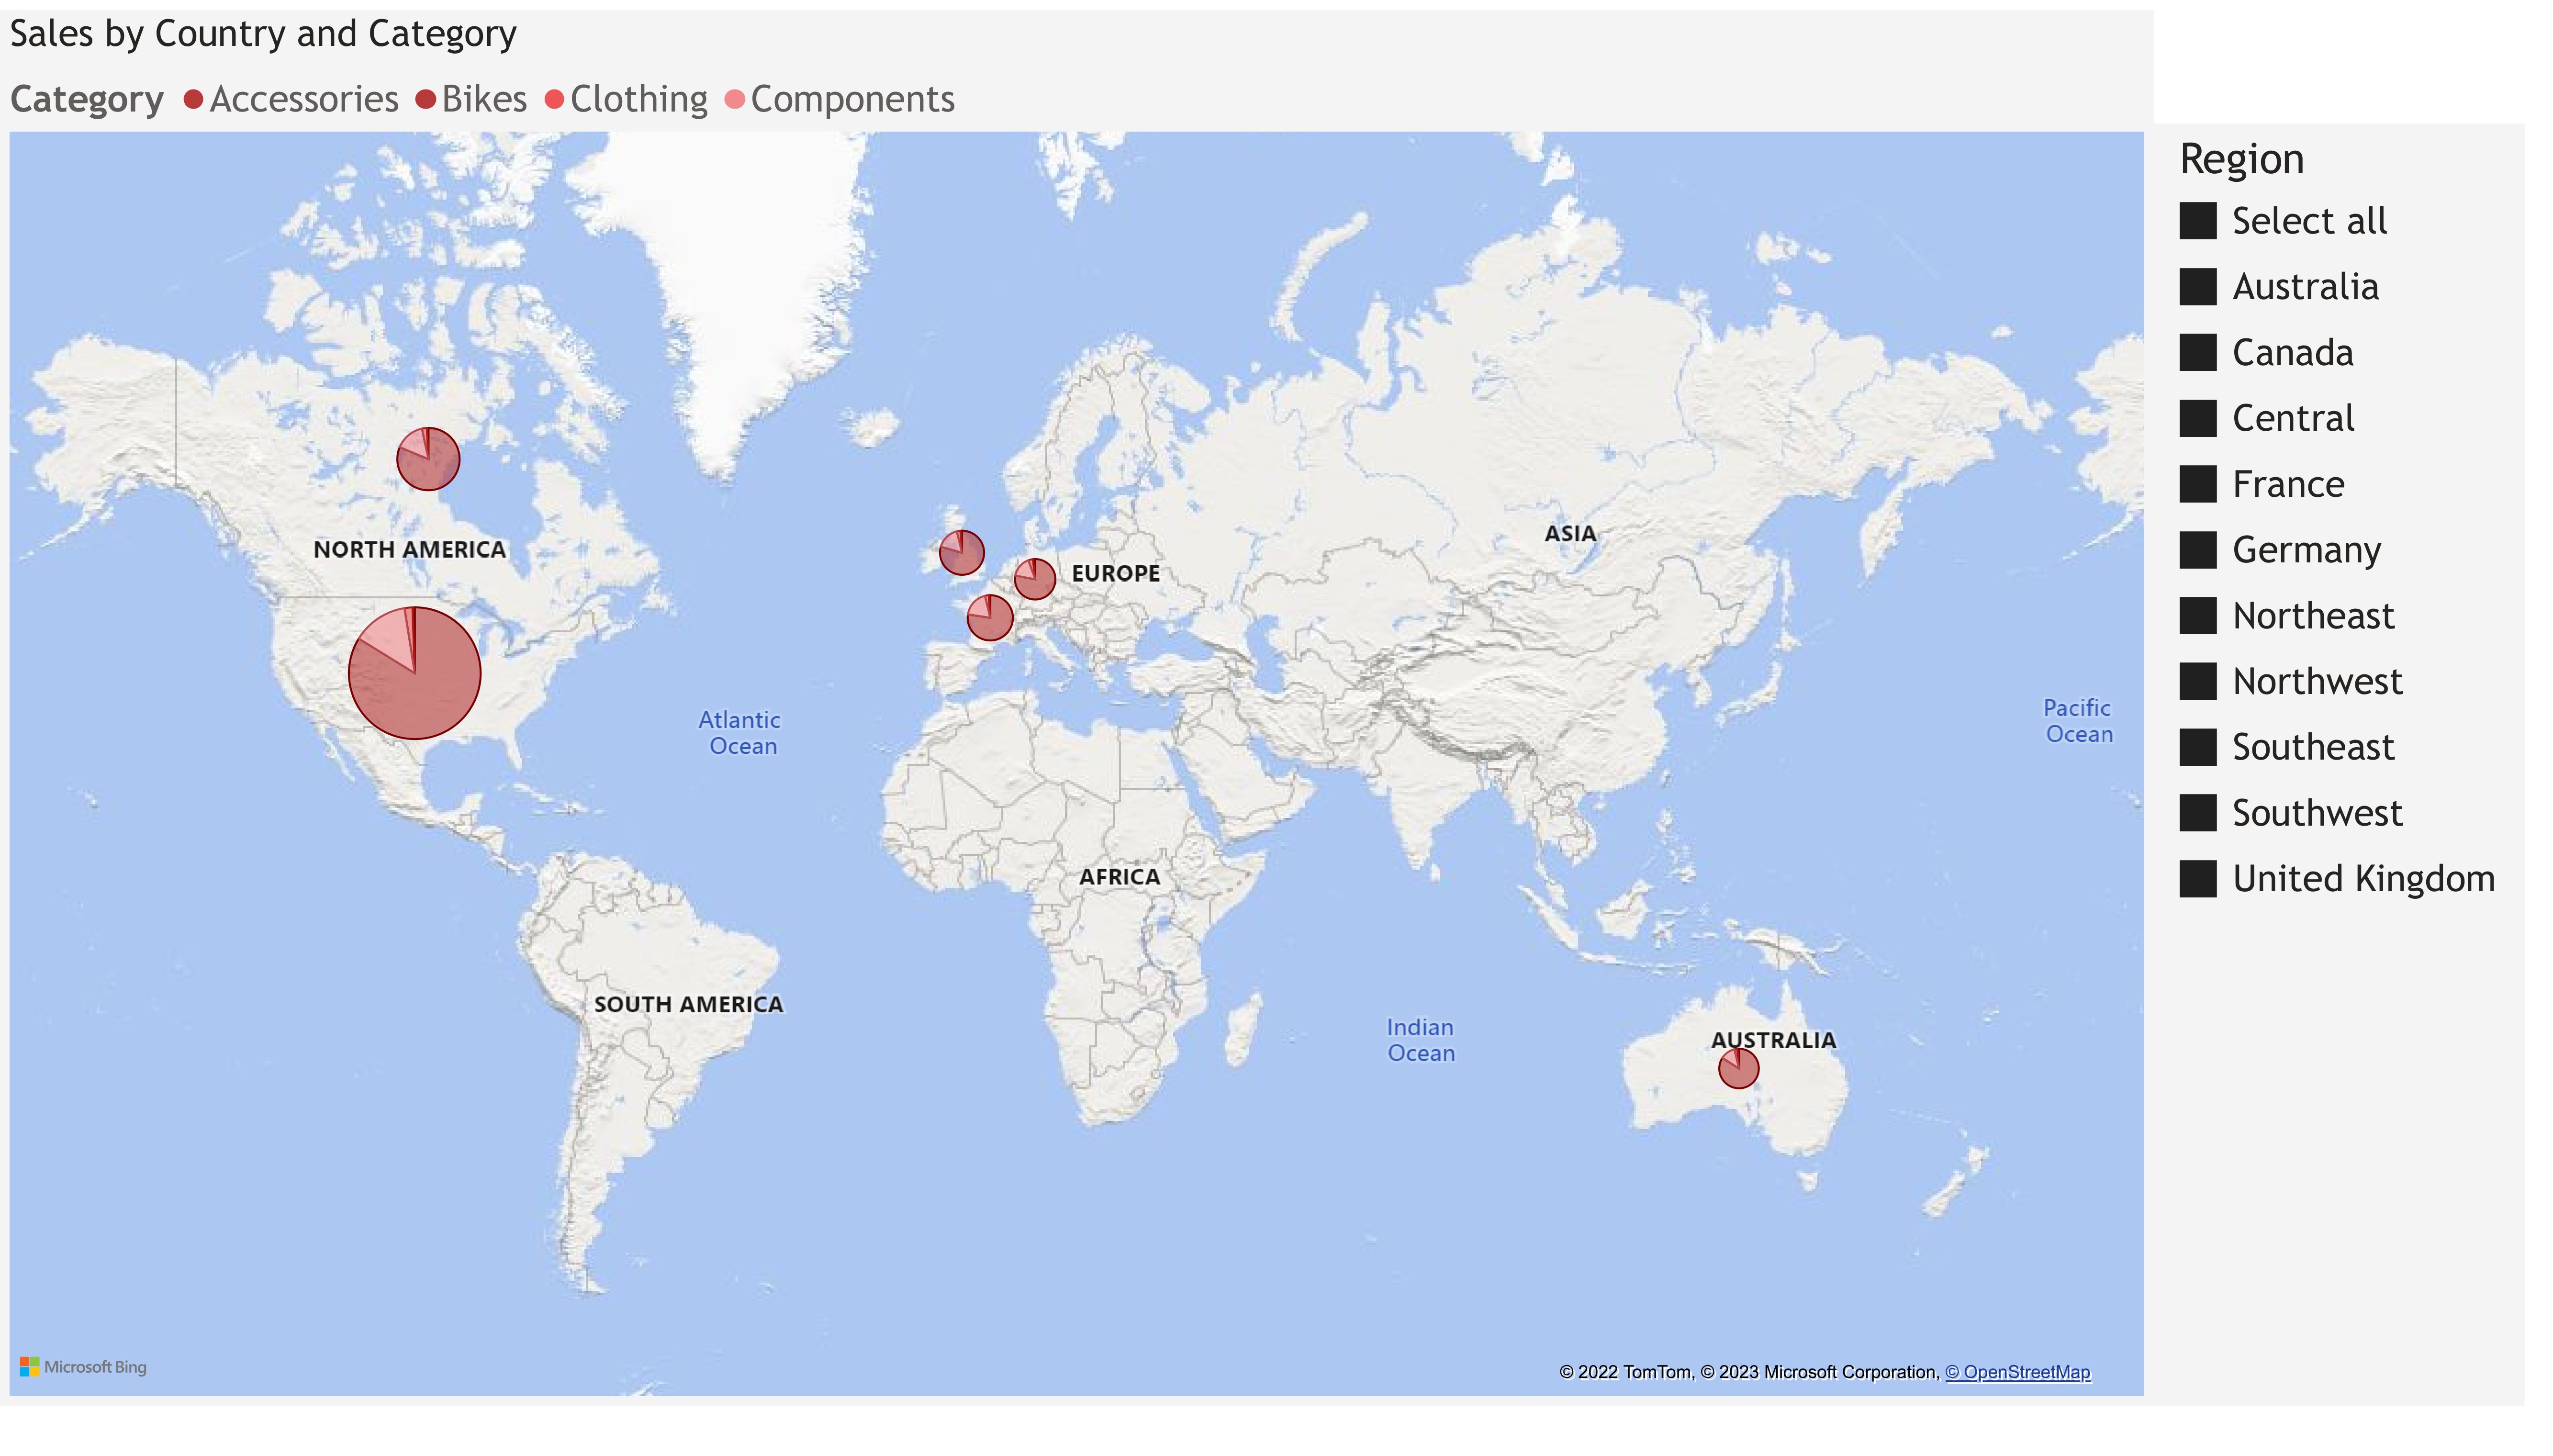 Sales by Country and Category
Category Accessories Bikes Clothing Components
Region
Select all
Australia
Canada
Central
France
Germany
Northeast
Northwest
Southeast
Southwest
United Kingdom
NORTH AMERICA
EUROPE
ASIA
Atlantic
Ocean
Pacific
Ocean
AFRICA
SOUTH AMERICA
Indian
Ocean
AUSTRALIA
Microsoft Bing
© 2022 TomTom, © 2023 Microsoft Corporation, © OpenStreetMap